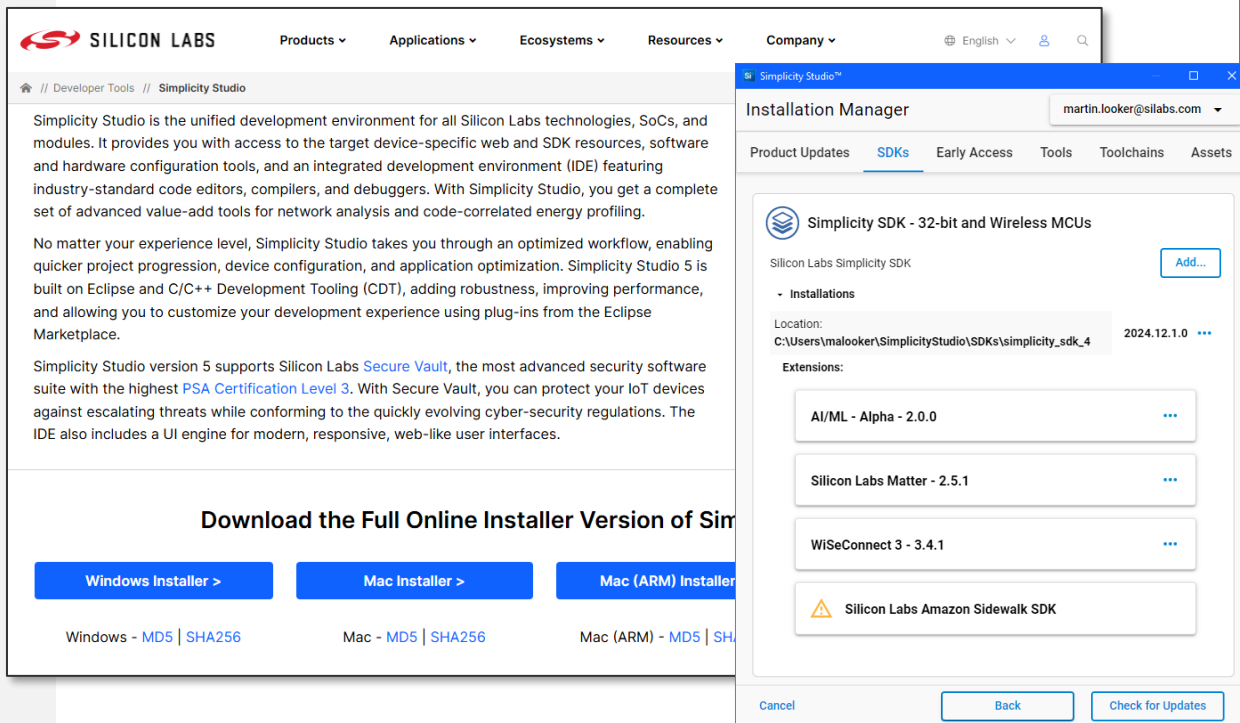 SILICON LABS
Products
Applications
Ecosystems
Resources
Company
English
// Developer Tools // Simplicity Studio
Simplicity Studio is the unified development environment for all Silicon Labs technologies, SoCs, and
modules. It provides you with access to the target device-specific web and SDK resources, software
and hardware configuration tools, and an integrated development environment (IDE) featuring
industry-standard code editors, compilers, and debuggers. With Simplicity Studio, you get a complete
set of advanced value-add tools for network analysis and code-correlated energy profiling.
No matter your experience level, Simplicity Studio takes you through an optimized workflow, enabling
quicker project progression, device configuration, and application optimization. Simplicity Studio 5 is
built on Eclipse and C/C++ Development Tooling (CDT), adding robustness, improving performance,
and allowing you to customize your development experience using plug-ins from the Eclipse
Marketplace.
Simplicity Studio version 5 supports Silicon Labs Secure Vault, the most advanced security software
suite with the highest PSA Certification Level 3. With Secure Vault, you can protect your IoT devices
against escalating threats while conforming to the quickly evolving cyber-security regulations. The
IDE also includes a UI engine for modern, responsive, web-like user interfaces.
Download the Full Online Installer Version of Sim
Windows Installer >
Mac Installer >
Mac (ARM) Installer
Windows - MD5 | SHA256
Mac - MD5 | SHA256
Mac (ARM) - MD5 | SH
Si Simplicity Studio™
Installation Manager
martin.looker@silabs.com
Product Updates
SDKs
Early Access
Tools
Toolchains
Assets
Simplicity SDK - 32-bit and Wireless MCUs
Silicon Labs Simplicity SDK
Add...
Installations
Location:
C:\Users\malooker\SimplicityStudio\SDKs\simplicity_sdk_4
2024.12.1.0
Extensions:
AI/ML - Alpha - 2.0.0
Silicon Labs Matter - 2.5.1
WiSeConnect 3 - 3.4.1
Silicon Labs Amazon Sidewalk SDK
Cancel
Back
Check for Updates